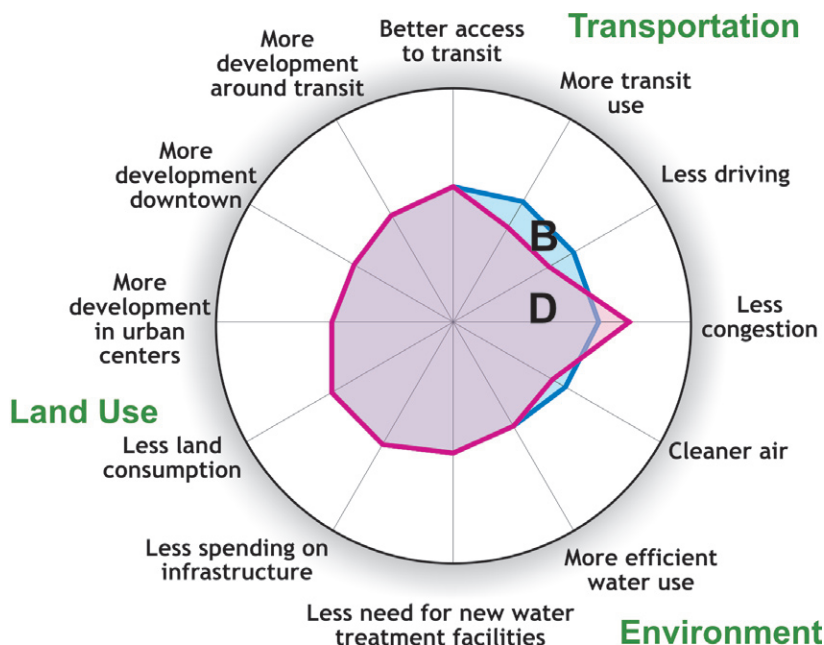 Transportation
Better access
to transit
More transit
use
Less driving
Less
congestion
Cleaner air
More efficient
water use
Environment
Less need for new water
treatment facilities
Less spending on
infrastructure
Less land
consumption
Land Use
More
development
in urban
centers
More
development
downtown
More
development
around transit
B
D